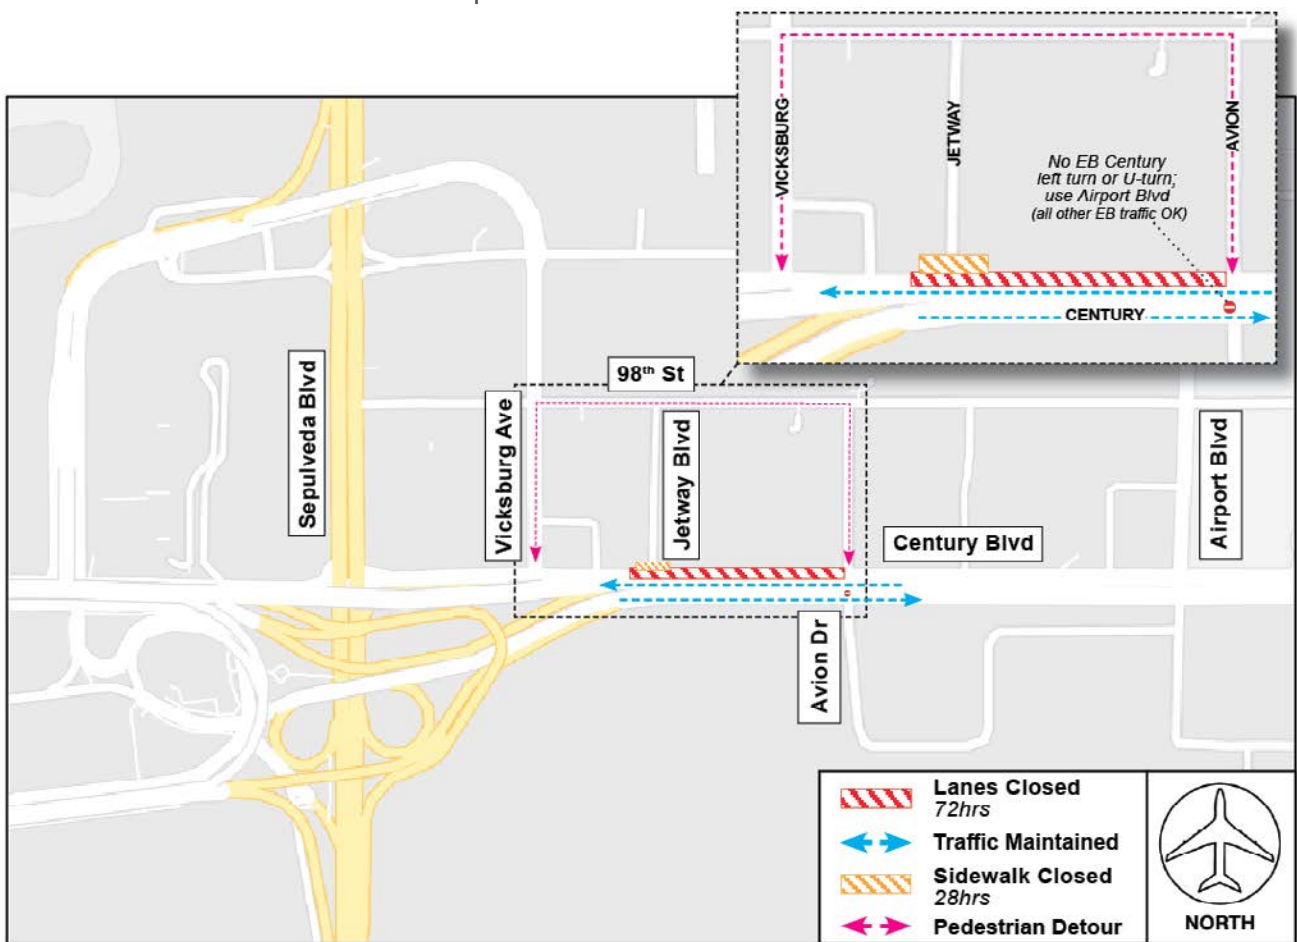 VICKSBURG
JETWAY
AVION
No EB Century
left turn or U-turn;
use Airport Blvd
(all other EB traffic OK)
CENTURY
98th St
Sepulveda Blvd
Vicksburg Ave
Jetway Blvd
Airport Blvd
Century Blvd
Avion Dr
Lanes Closed
72hrs
Traffic Maintained
Sidewalk Closed
28hrs
Pedestrian Detour
NORTH